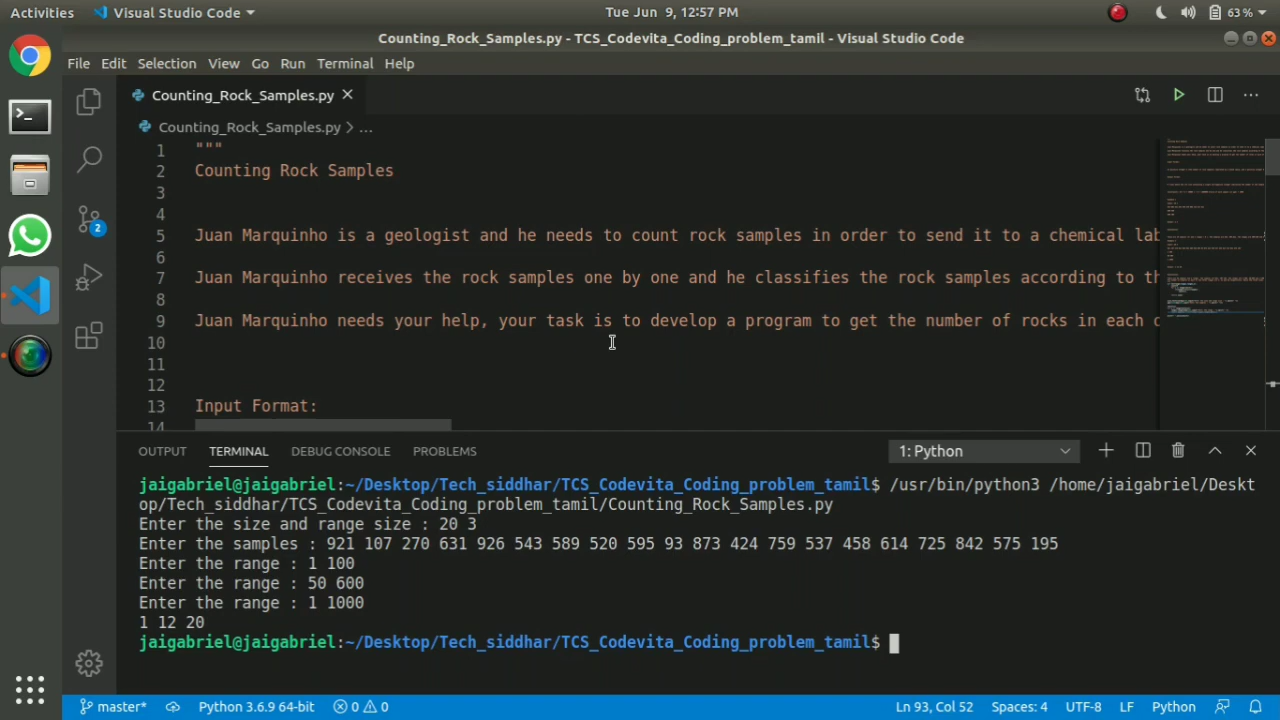 Activities Visual Studio Code Tue Jun 9, 12:57 PM 63 %
Counting_Rock_Samples.py - TCS_Codevita_Coding_problem_tamil - Visual Studio Code
File Edit Selection View Go Run Terminal Help
Counting_Rock_Samples.py
Counting_Rock_Samples.py > ...
1 """
2 Counting Rock Samples
3
4
5 Juan Marquinho is a geologist and he needs to count rock samples in order to send it to a chemical lab
6
7 Juan Marquinho receives the rock samples one by one and he classifies the rock samples according to th
8
9 Juan Marquinho needs your help, your task is to develop a program to get the number of rocks in each
10
11
12
13 Input Format:
14
2
OUTPUT TERMINAL DEBUG CONSOLE PROBLEMS 1: Python
jaigabriel@jaigabriel:~/Desktop/Tech_siddhar/TCS_Codevita_Coding_problem_tamil$ /usr/bin/python3 /home/jaigabriel/Deskt
op/Tech_siddhar/TCS_Codevita_Coding_problem_tamil/Counting_Rock_Samples.py
Enter the size and range size : 20 3
Enter the samples : 921 107 270 631 926 543 589 520 595 93 873 424 759 537 458 614 725 842 575 195
Enter the range : 1 100
Enter the range : 50 600
Enter the range : 1 1000
1 12 20
jaigabriel@jaigabriel:~/Desktop/Tech_siddhar/TCS_Codevita_Coding_problem_tamil$
master* Python 3.6.9 64-bit 0 0 Ln 93, Col 52 Spaces: 4 UTF-8 LF Python